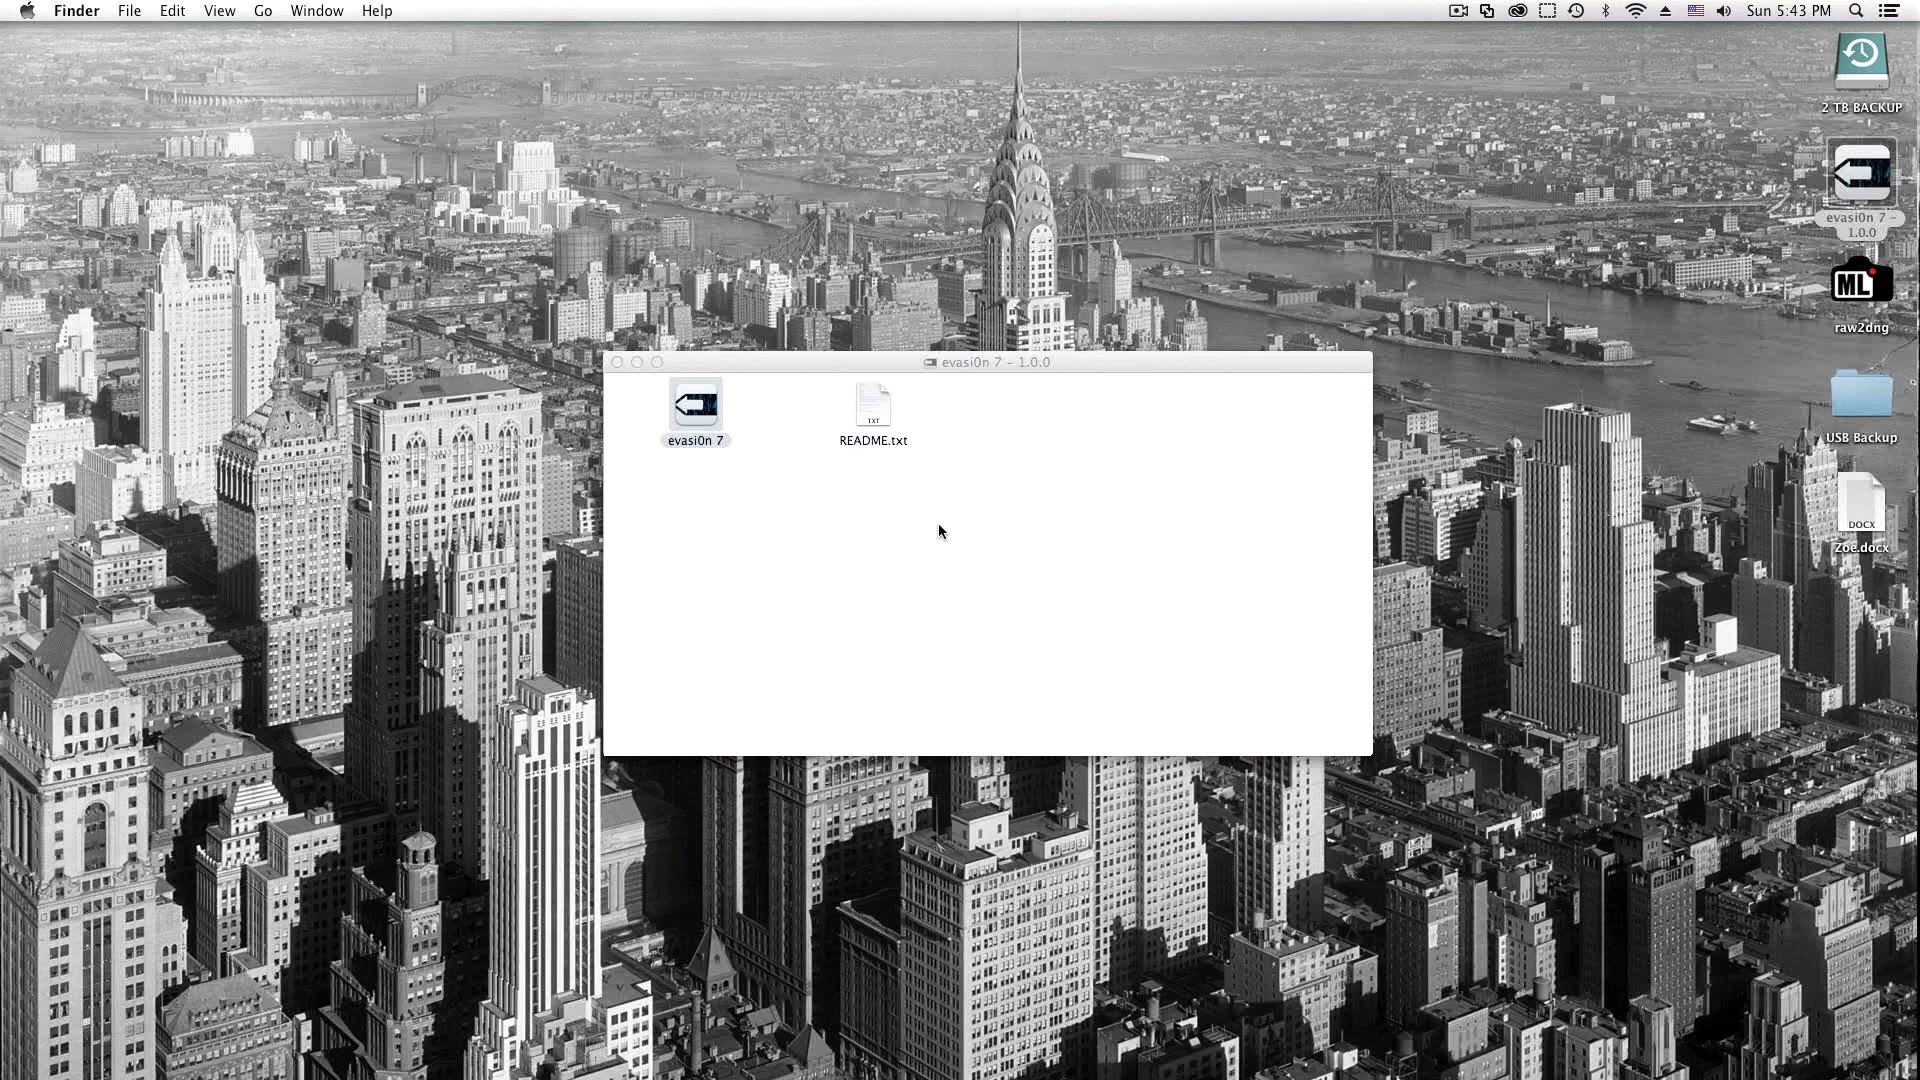 Finder File Edit View Go Window Help Sun 5:43 PM
2 TB BACKUP
evasi0n 7 -
1.0.0
ML
raw2dng
USB Backup
DOCX
Zoe.docx
evasi0n 7 - 1.0.0
TXT
evasi0n 7 README.txt